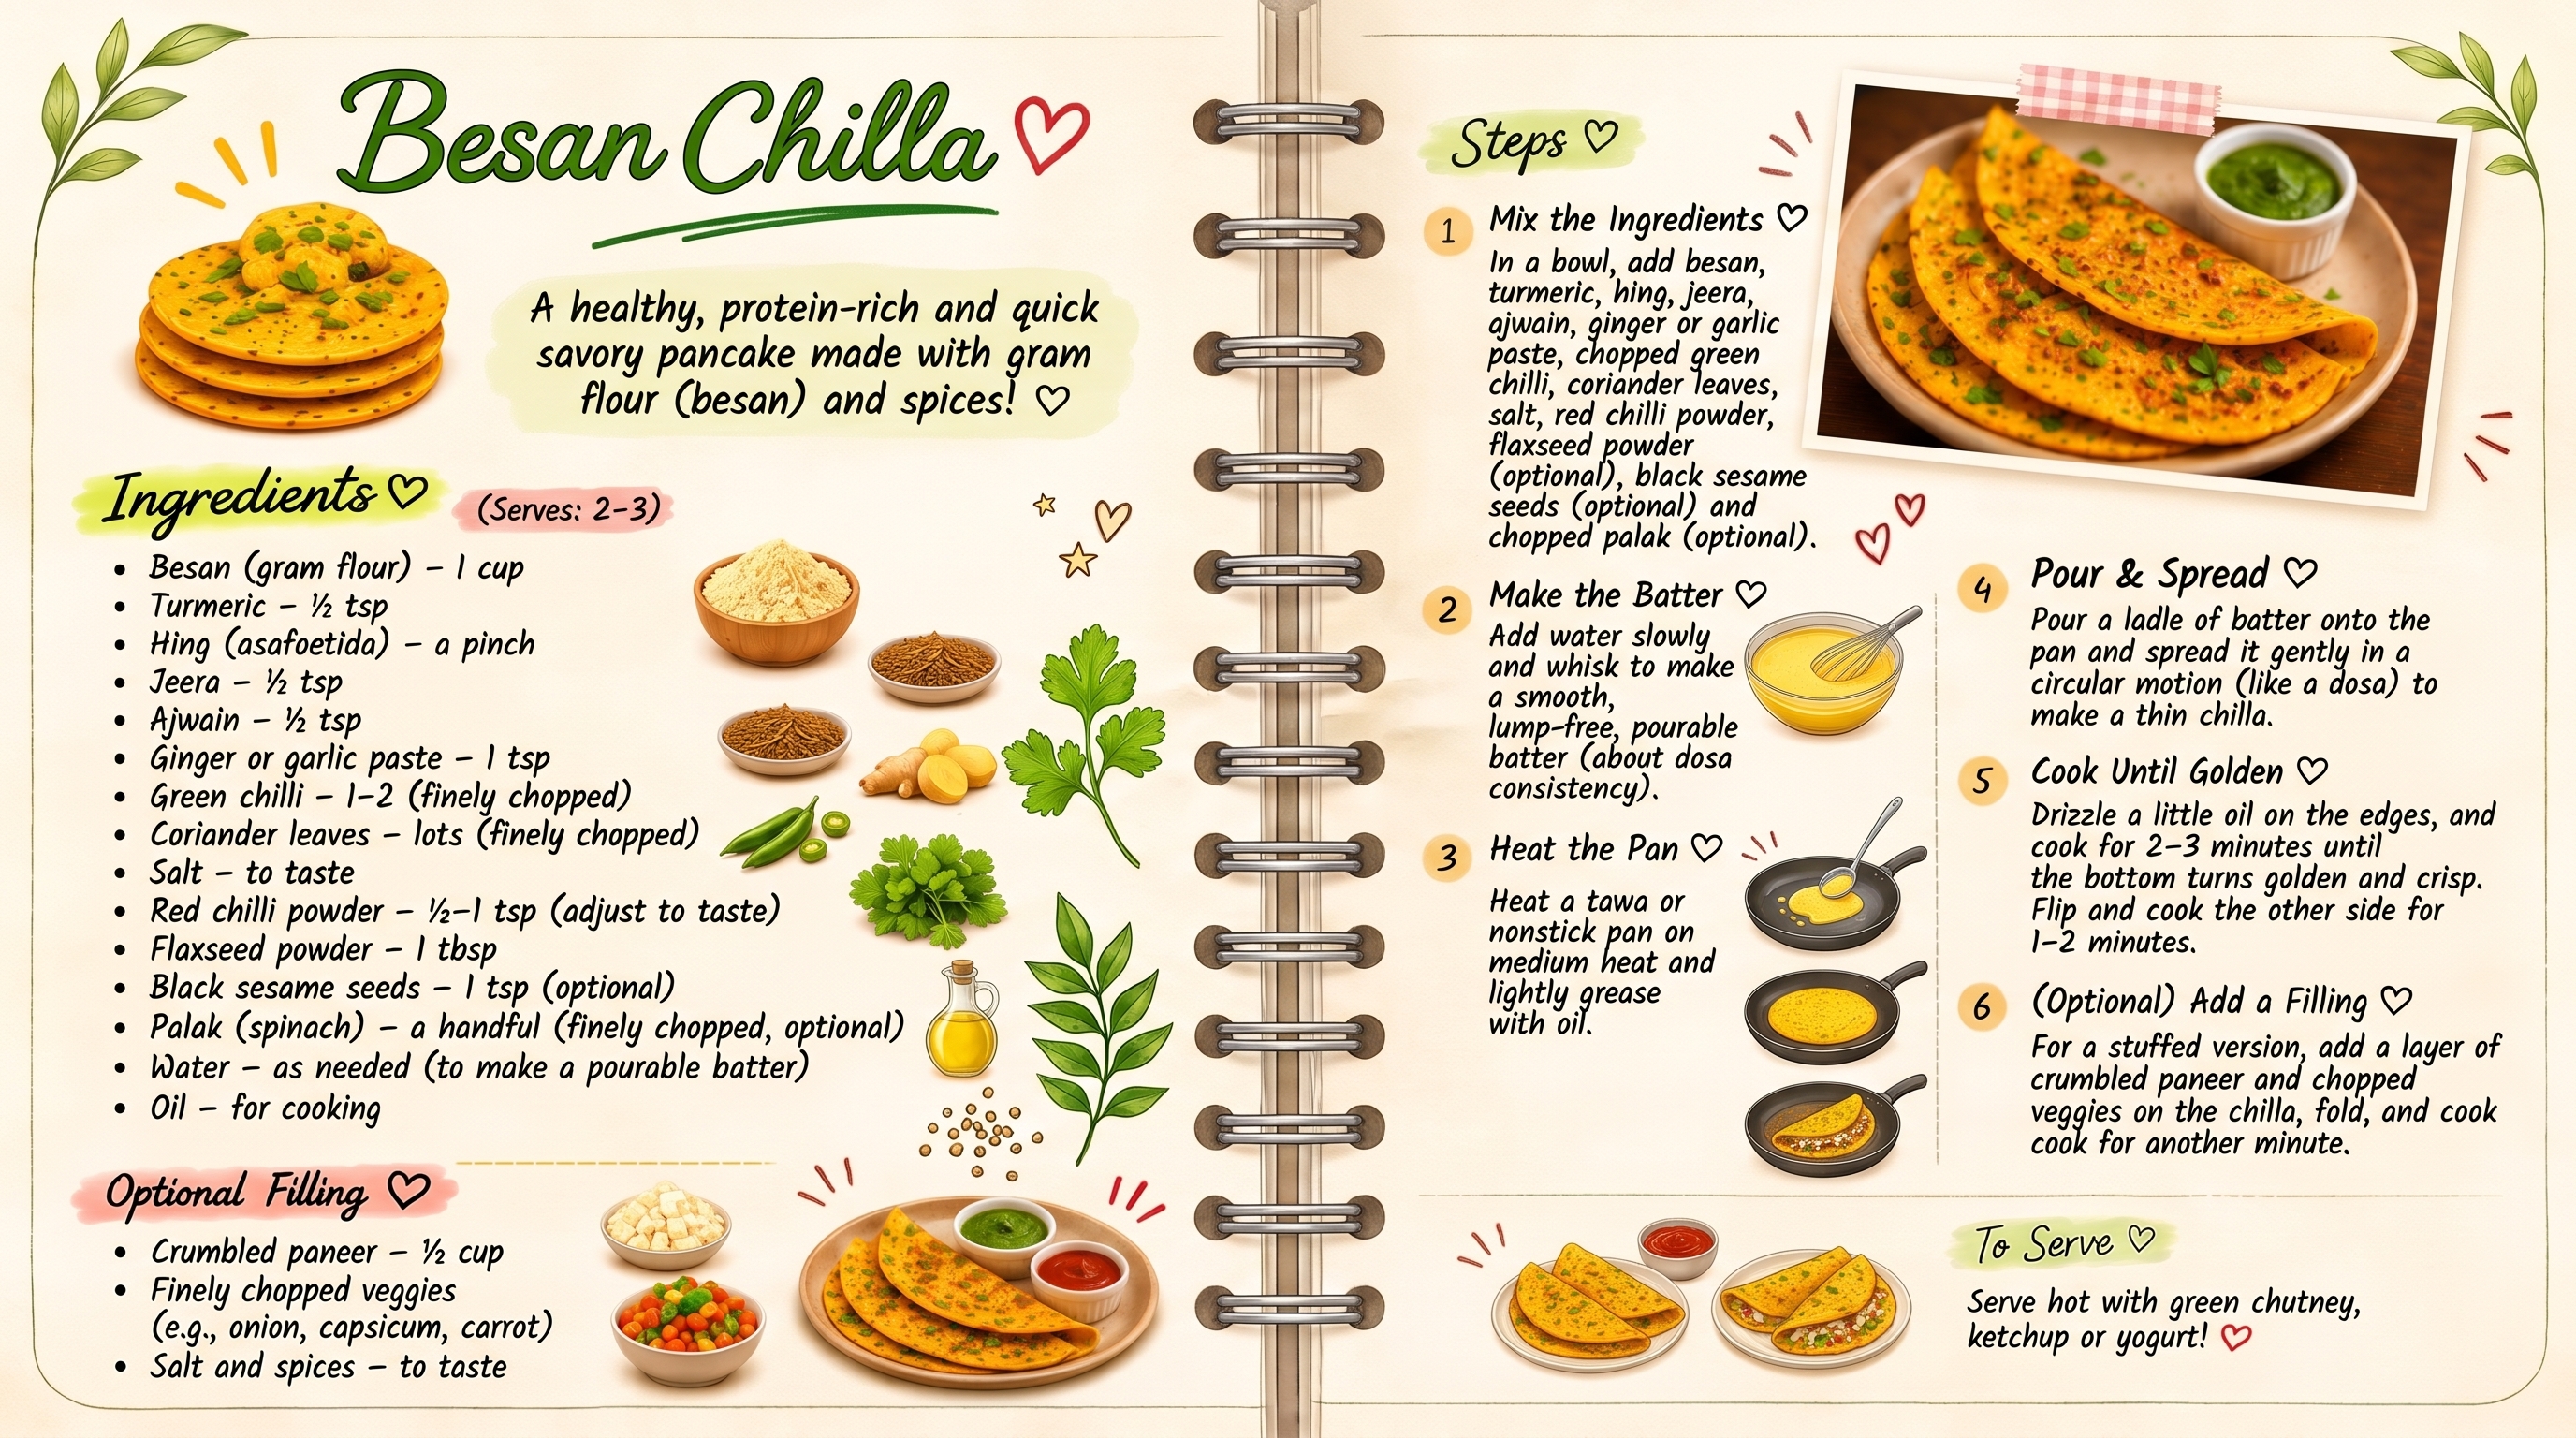 Besan Chilla
A healthy, protein-rich and quick
savory pancake made with gram
flour (besan) and spices!
Ingredients
(Serves: 2-3)
• Besan (gram flour) – 1 cup
• Turmeric – ½ tsp
• Hing (asafoetida) – a pinch
• Jeera – ½ tsp
• Ajwain – ½ tsp
• Ginger or garlic paste – 1 tsp
• Green chilli – 1–2 (finely chopped)
• Coriander leaves – lots (finely chopped)
• Salt – to taste
• Red chilli powder – ½–1 tsp (adjust to taste)
• Flaxseed powder – 1 tbsp
• Black sesame seeds – 1 tsp (optional)
• Palak (spinach) – a handful (finely chopped, optional)
• Water – as needed (to make a pourable batter)
• Oil – for cooking
Optional Filling
• Crumbled paneer – ½ cup
• Finely chopped veggies
(e.g., onion, capsicum, carrot)
• Salt and spices – to taste
Steps
1 Mix the Ingredients
In a bowl, add besan,
turmeric, hing, jeera,
ajwain, ginger or garlic
paste, chopped green
chilli, coriander leaves,
salt, red chilli powder,
flaxseed powder
(optional), black sesame
seeds (optional) and
chopped palak (optional).
2 Make the Batter
Add water slowly
and whisk to make
a smooth,
lump-free, pourable
batter (about dosa
consistency).
3 Heat the Pan
Heat a tawa or
nonstick pan on
medium heat and
lightly grease
with oil.
4 Pour & Spread
Pour a ladle of batter onto the
pan and spread it gently in a
circular motion (like a dosa) to
make a thin chilla.
5 Cook Until Golden
Drizzle a little oil on the edges, and
cook for 2–3 minutes until
the bottom turns golden and crisp.
Flip and cook the other side for
1–2 minutes.
6 (Optional) Add a Filling
For a stuffed version, add a layer of
crumbled paneer and chopped
veggies on the chilla, fold, and cook
cook for another minute.
To Serve
Serve hot with green chutney,
ketchup or yogurt!